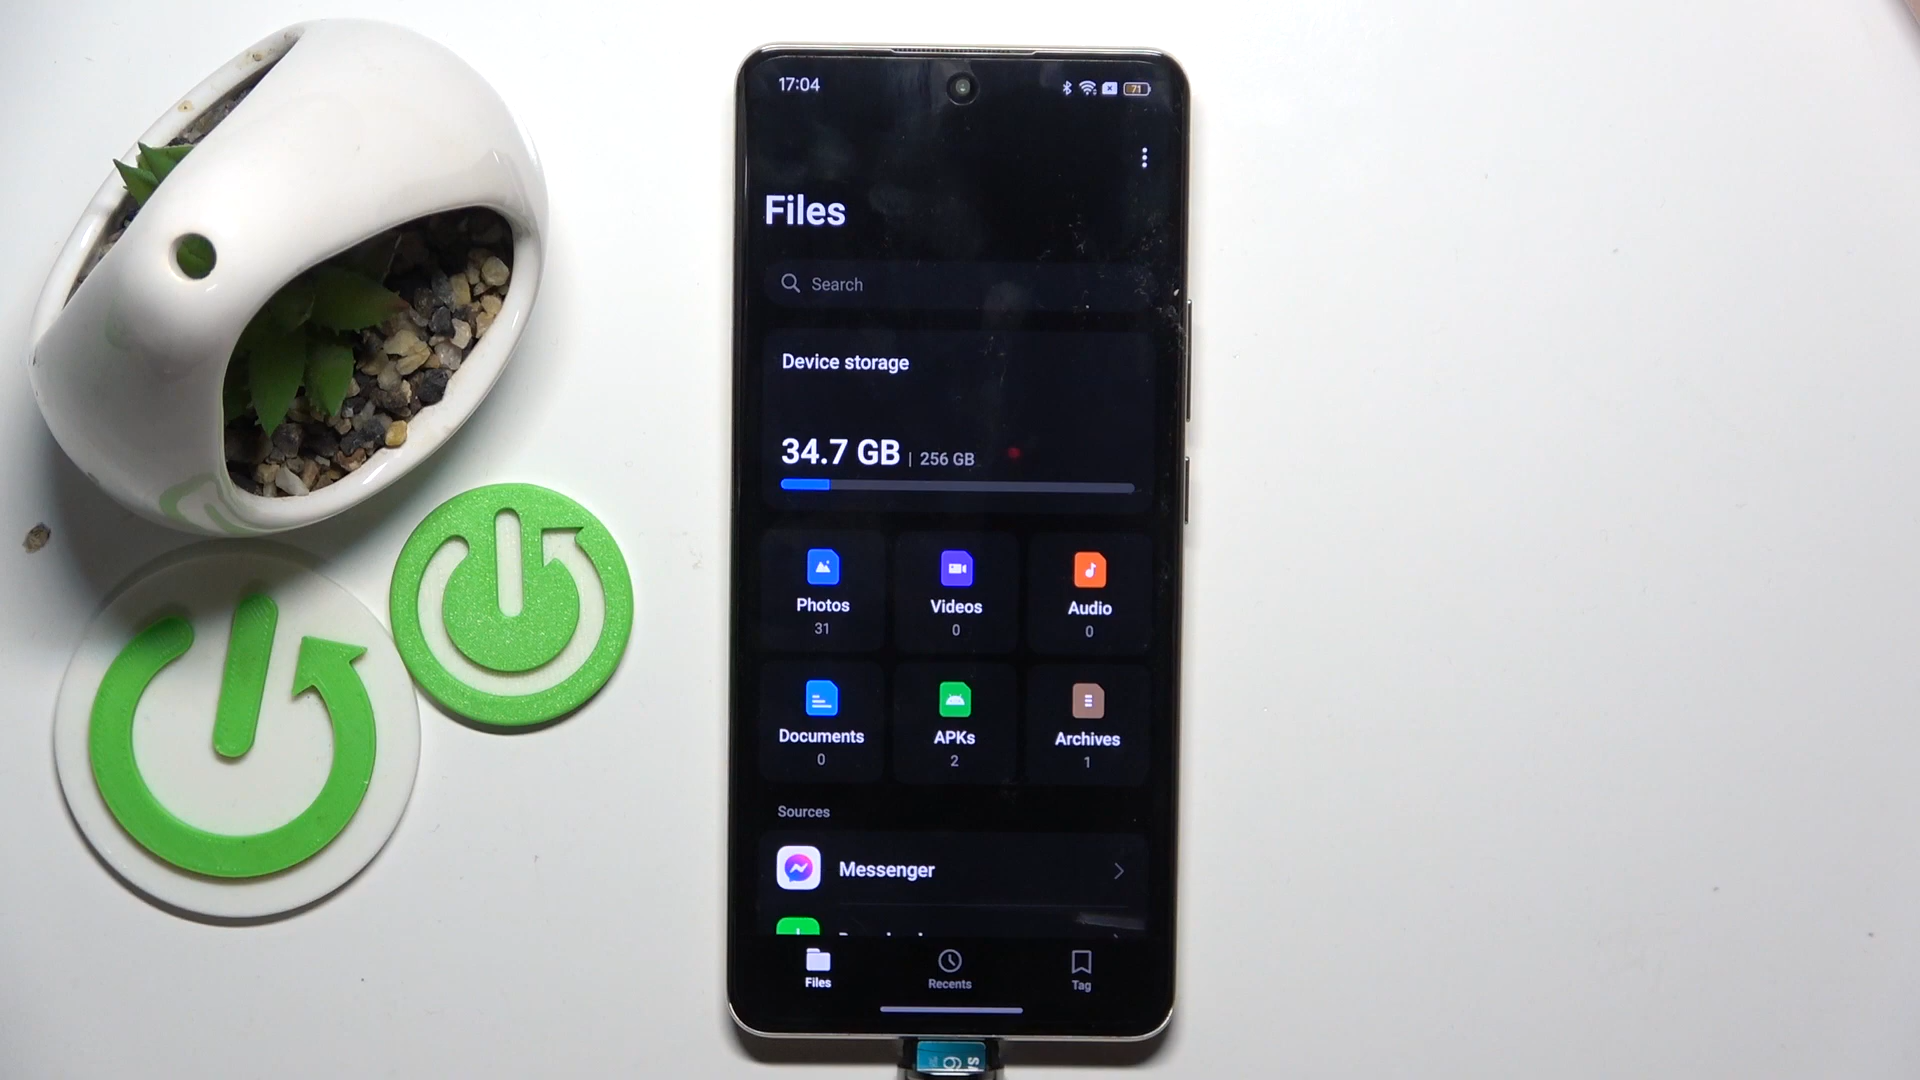 17:04
71
Files
Search
Device storage
34.7 GB | 256 GB
Photos
31
Videos
0
Audio
0
Documents
0
APKs
2
Archives
1
Sources
Messenger
Files
Recents
Tag